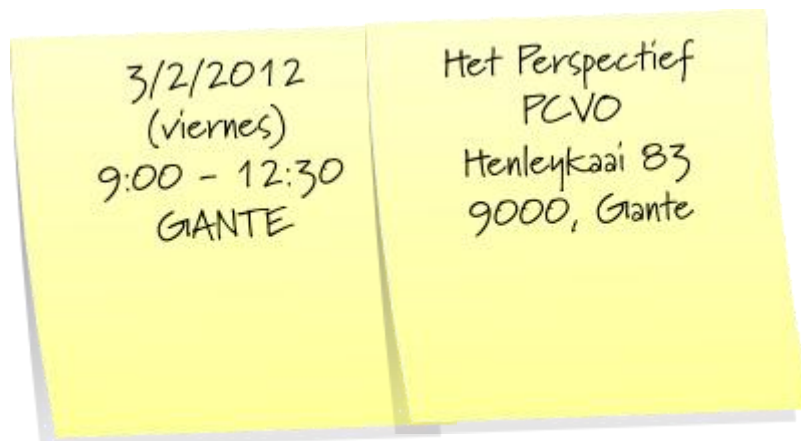 3/2/2012
(viernes)
9:00 - 12:30
GANTE
Het Perspectief
PCVO
Henleykaai 83
9000, Gante